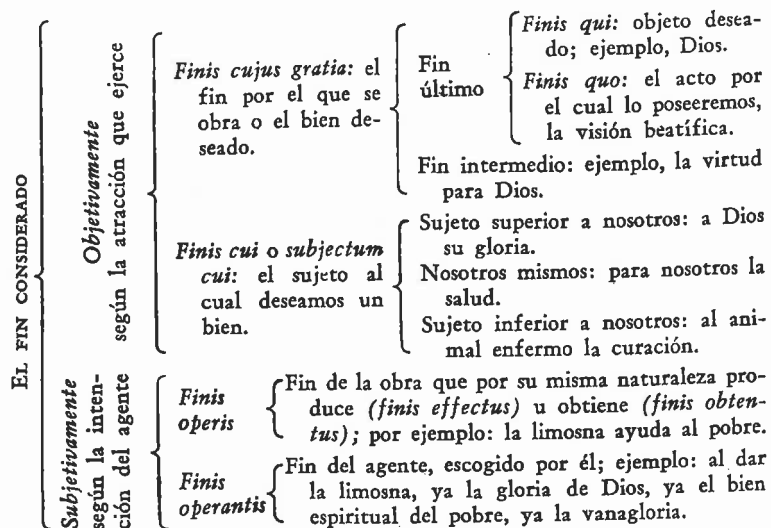 EL FIN CONSIDERADO
Objetivamente
según la atracción que ejerce
Finis cujus gratia: el
fin por el que se
obra o el bien de-
seado.
Fin
último
Finis qui: objeto desea-
do; ejemplo, Dios.
Finis quo: el acto por
el cual lo poseeremos,
la visión beatífica.
Fin intermedio: ejemplo, la virtud
para Dios.
Finis cui o subjectum
cui: el sujeto al
cual deseamos un
bien.
Sujeto superior a nosotros: a Dios
su gloria.
Nosotros mismos: para nosotros la
salud.
Sujeto inferior a nosotros: al ani-
mal enfermo la curación.
Subjetivamente
según la inten-
ción del agente
Finis
operis
Fin de la obra que por su misma naturaleza pro-
duce (finis effectus) u obtiene (finis obten-
tus); por ejemplo: la limosna ayuda al pobre.
Finis
operantis
Fin del agente, escogido por él; ejemplo: al dar
la limosna, ya la gloria de Dios, ya el bien
espiritual del pobre, ya la vanagloria.